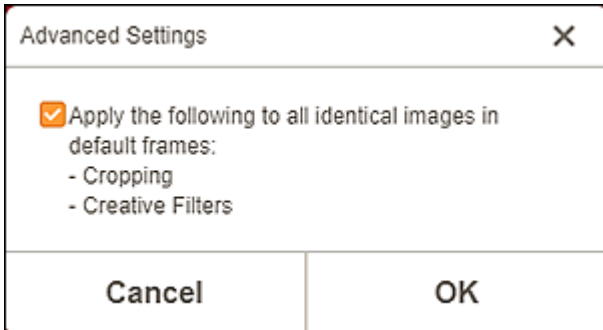 Advanced Settings
Apply the following to all identical images in
default frames:
- Cropping
- Creative Filters
Cancel
OK